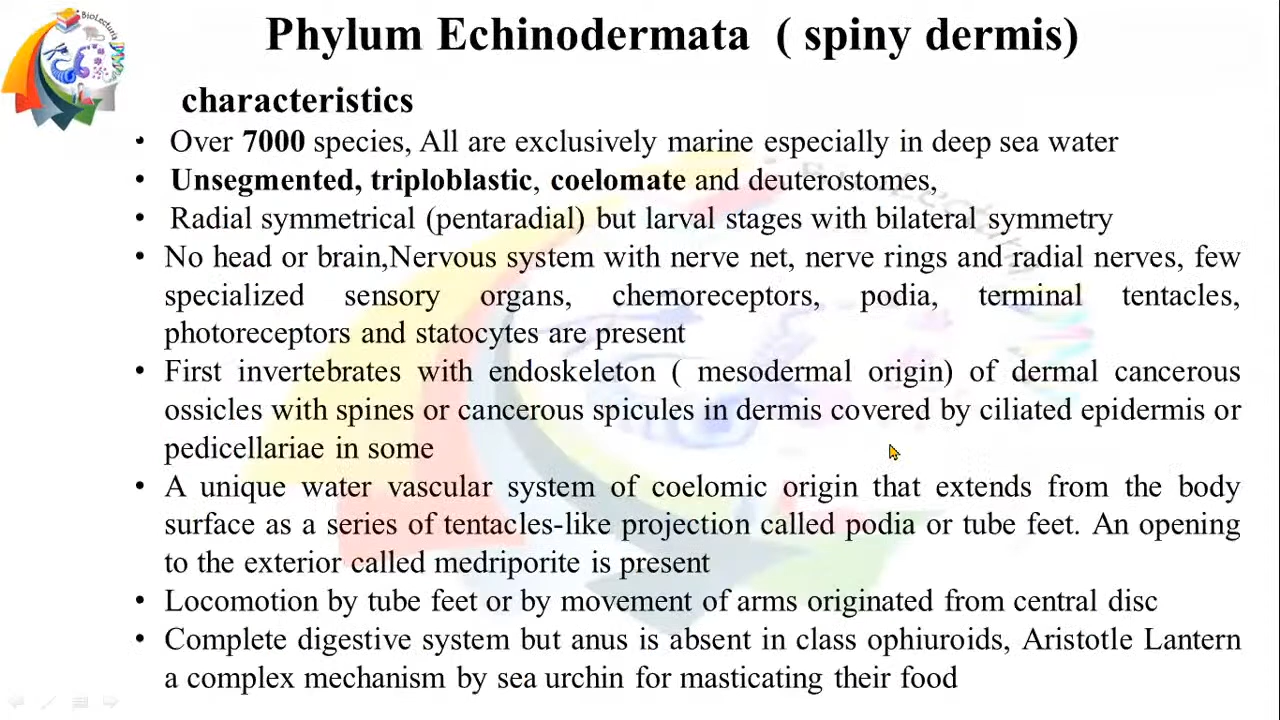 BioLecturia
Phylum Echinodermata ( spiny dermis)
characteristics
• Over 7000 species, All are exclusively marine especially in deep sea water
• Unsegmented, triploblastic, coelomate and deuterostomes,
• Radial symmetrical (pentaradial) but larval stages with bilateral symmetry
• No head or brain,Nervous system with nerve net, nerve rings and radial nerves, few
specialized sensory organs, chemoreceptors, podia, terminal tentacles,
photoreceptors and statocytes are present
• First invertebrates with endoskeleton ( mesodermal origin) of dermal cancerous
ossicles with spines or cancerous spicules in dermis covered by ciliated epidermis or
pedicellariae in some
• A unique water vascular system of coelomic origin that extends from the body
surface as a series of tentacles-like projection called podia or tube feet. An opening
to the exterior called medriporite is present
• Locomotion by tube feet or by movement of arms originated from central disc
• Complete digestive system but anus is absent in class ophiuroids, Aristotle Lantern
a complex mechanism by sea urchin for masticating their food